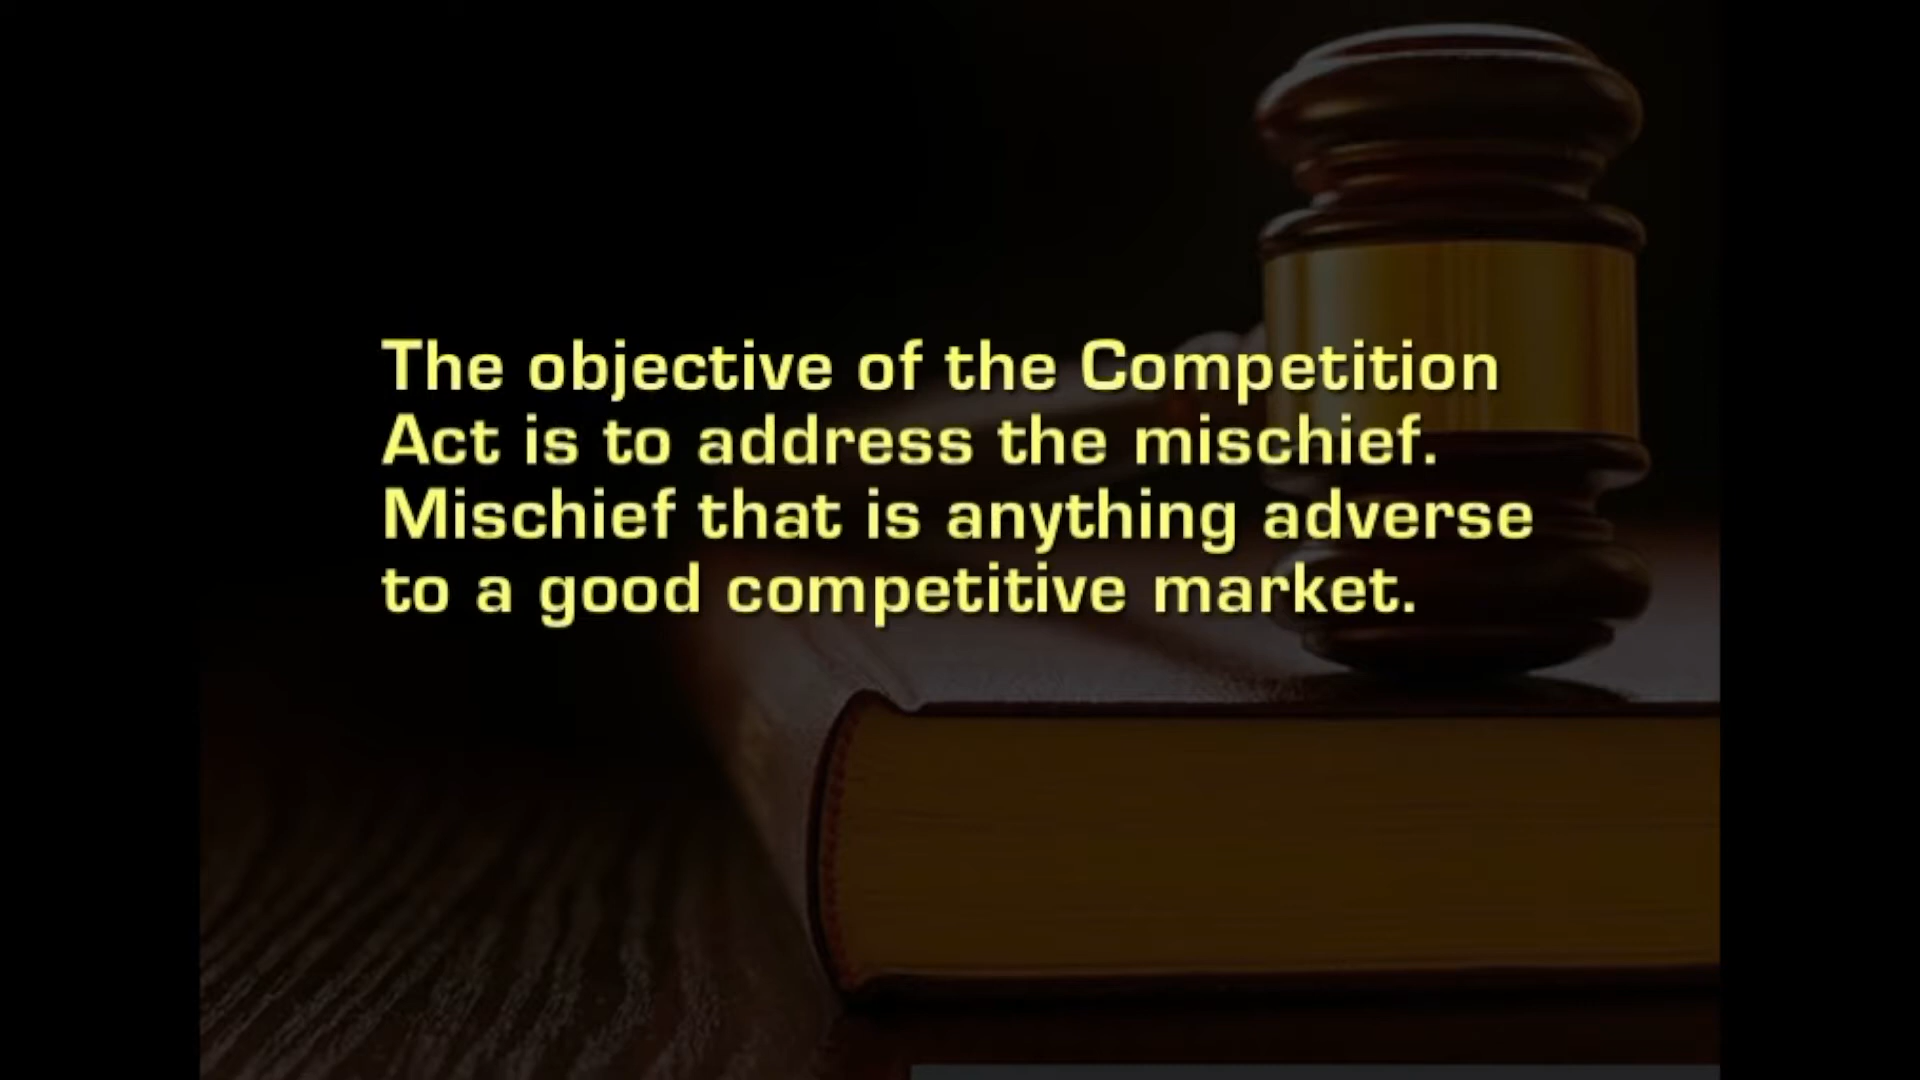 The objective of the Competition
Act is to address the mischief.
Mischief that is anything adverse
to a good competitive market.